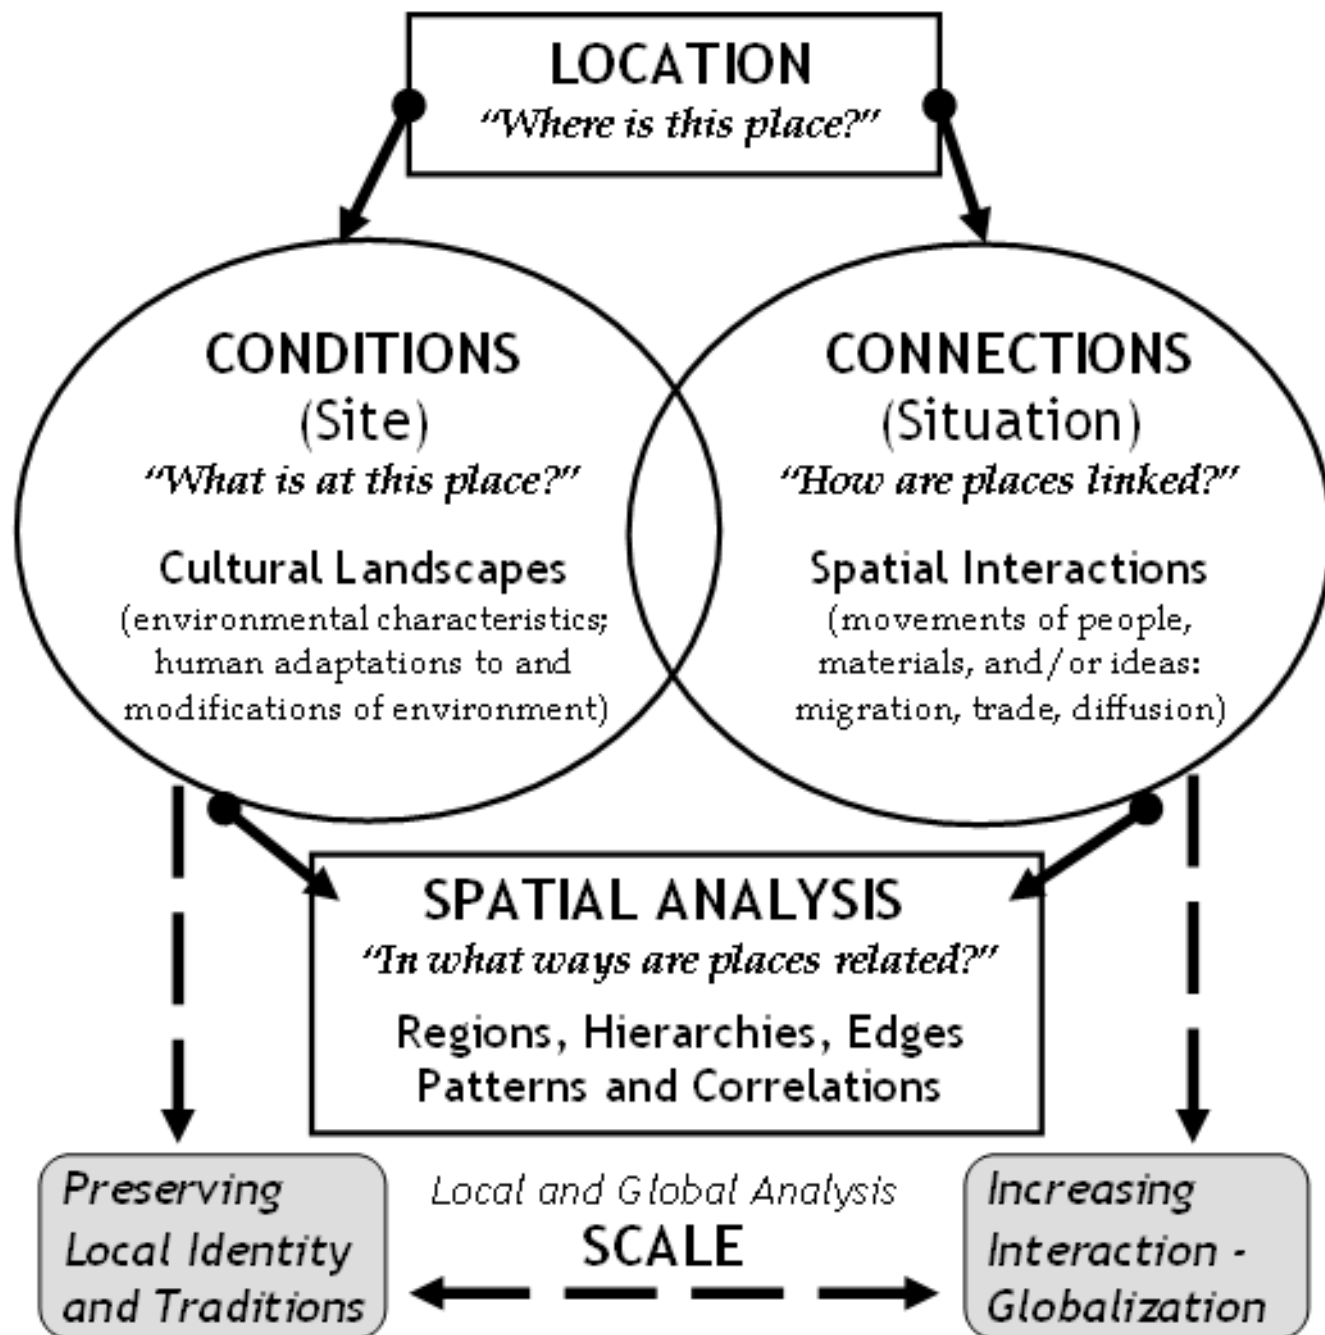 LOCATION
“Where is this place?”
CONDITIONS
(Site)
“What is at this place?”
Cultural Landscapes
(environmental characteristics;
human adaptations to and
modifications of environment)
CONNECTIONS
(Situation)
“How are places linked?”
Spatial Interactions
(movements of people,
materials, and/or ideas:
migration, trade, diffusion)
SPATIAL ANALYSIS
“In what ways are places related?”
Regions, Hierarchies, Edges
Patterns and Correlations
Preserving
Local Identity
and Traditions
Local and Global Analysis
SCALE
Increasing
Interaction -
Globalization